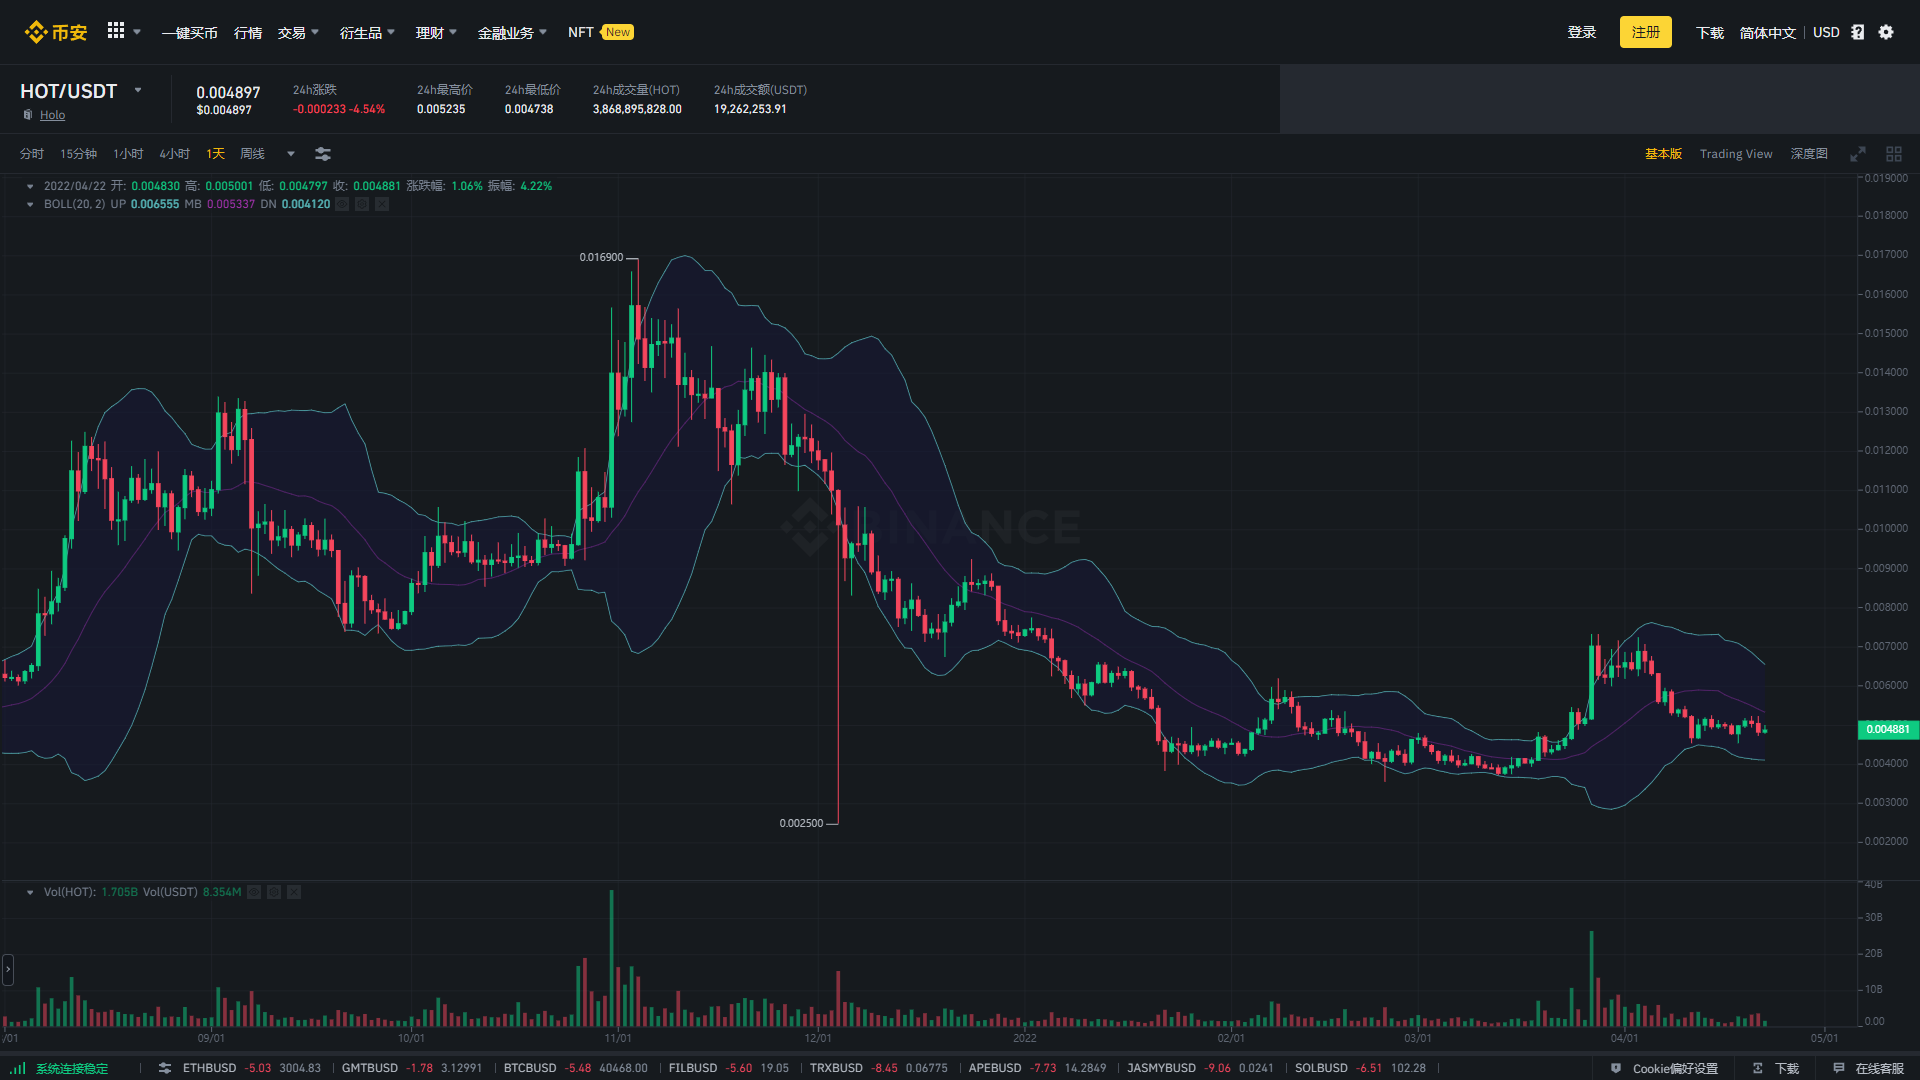 币安 一键买币 行情 交易 衍生品 理财 金融业务 NFT New 登录 注册 下载 简体中文 USD
HOT/USDT
Holo
0.004897
$0.004897
24h涨跌
-0.000233 -4.54%
24h最高价
0.005235
24h最低价
0.004738
24h成交量(HOT)
3,868,895,828.00
24h成交额(USDT)
19,262,253.91
分时 15分钟 1小时 4小时 1天 周线 基本版 Trading View 深度图
2022/04/22 开: 0.004830 高: 0.005001 低: 0.004797 收: 0.004881 涨跌幅: 1.06% 振幅: 4.22%
BOLL(20, 2) UP 0.006555 MB 0.005337 DN 0.004120
0.019000
0.018000
0.017000
0.016000
0.015000
0.014000
0.013000
0.012000
0.011000
0.010000
0.009000
0.008000
0.007000
0.006000
0.004881
0.004000
0.003000
0.002000
0.016900
BINANCE
0.002500
Vol(HOT): 1.705B Vol(USDT) 8.354M
40B
30B
20B
10B
0.00
/01 09/01 10/01 11/01 12/01 2022 02/01 03/01 04/01 05/01
系统连接稳定 ETHBUSD -5.03 3004.83 GMTBUSD -1.78 3.12991 BTCBUSD -5.48 40468.00 FILBUSD -5.60 19.05 TRXBUSD -8.45 0.06775 APEBUSD -7.73 14.2849 JASMYBUSD -9.06 0.0241 SOLBUSD -6.51 102.28 Cookie偏好设置 下载 在线客服